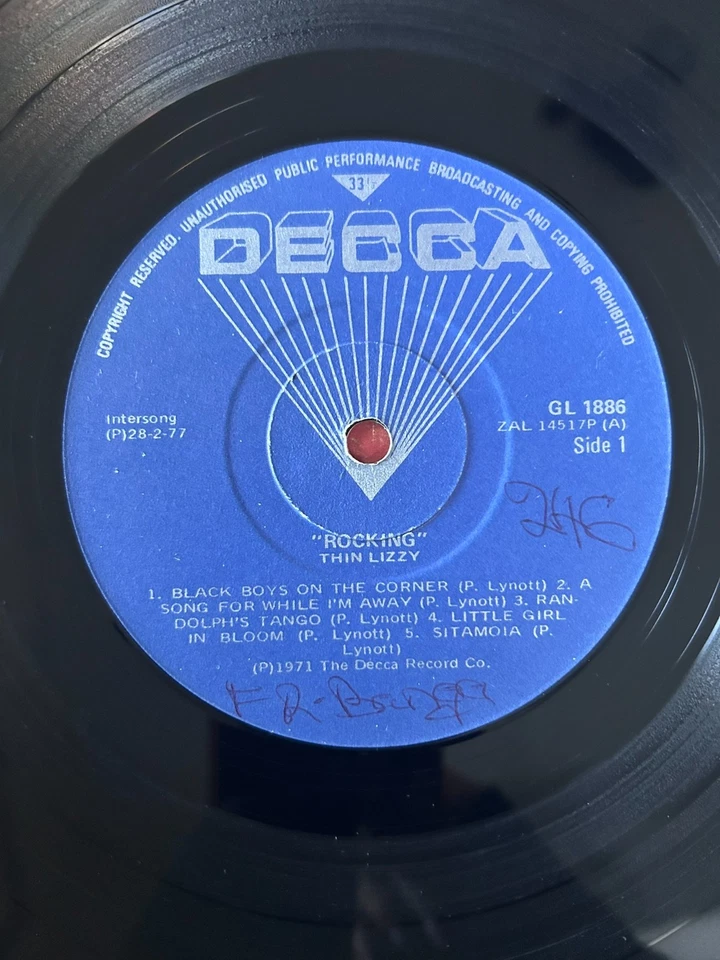 COPYRIGHT RESERVED. UNAUTHORISED PUBLIC PERFORMANCE BROADCASTING AND COPYING PROHIBITED
33⅓
DECCA
Intersong
(P)28-2-77
GL 1886
ZAL 14517P (A)
Side 1
"ROCKING"
THIN LIZZY
1. BLACK BOYS ON THE CORNER (P. Lynott) 2. A
SONG FOR WHILE I'M AWAY (P. Lynott) 3. RAN-
DOLPH'S TANGO (P. Lynott) 4. LITTLE GIRL
IN BLOOM (P. Lynott) 5. SITAMOIA (P.
Lynott)
(P)1971 The Decca Record Co.